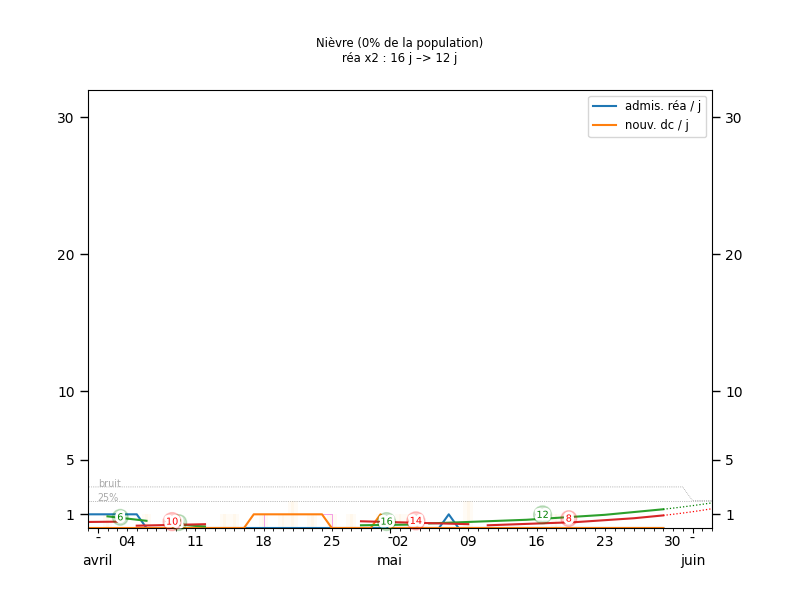 Nièvre (0% de la population)
réa x2 : 16 j –> 12 j
admis. réa / j
nouv. dc / j
30 30
20 20
10 10
5 5
bruit
25%
1 1
6 10 16 14 12 8
- 04 11 18 25 - 02 09 16 23 30 -
avril mai juin